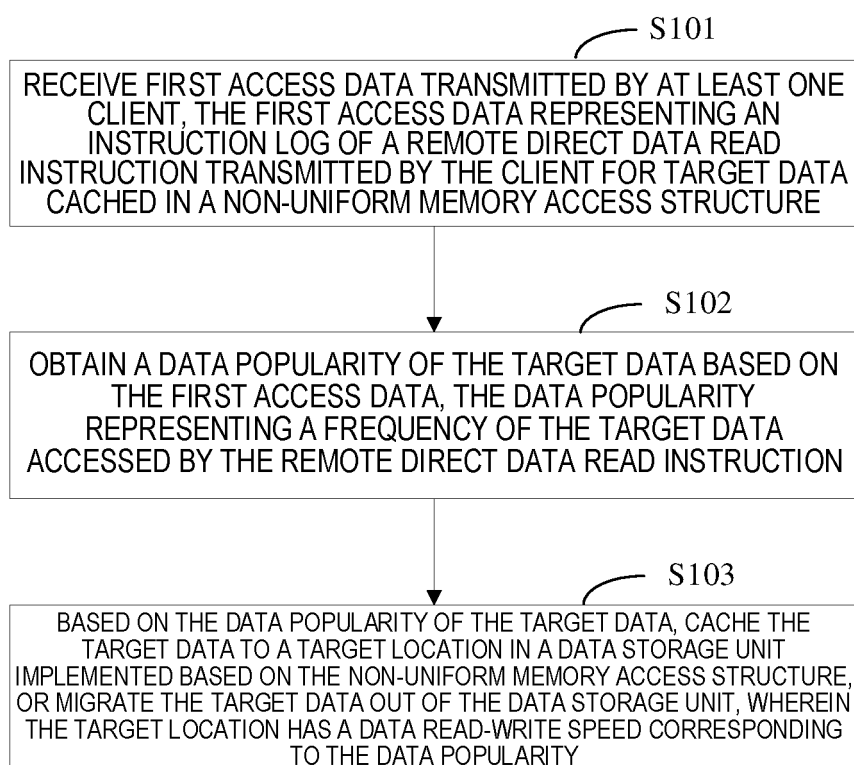 S101
RECEIVE FIRST ACCESS DATA TRANSMITTED BY AT LEAST ONE
CLIENT, THE FIRST ACCESS DATA REPRESENTING AN
INSTRUCTION LOG OF A REMOTE DIRECT DATA READ
INSTRUCTION TRANSMITTED BY THE CLIENT FOR TARGET DATA
CACHED IN A NON-UNIFORM MEMORY ACCESS STRUCTURE
S102
OBTAIN A DATA POPULARITY OF THE TARGET DATA BASED ON
THE FIRST ACCESS DATA, THE DATA POPULARITY
REPRESENTING A FREQUENCY OF THE TARGET DATA
ACCESSED BY THE REMOTE DIRECT DATA READ INSTRUCTION
S103
BASED ON THE DATA POPULARITY OF THE TARGET DATA, CACHE THE
TARGET DATA TO A TARGET LOCATION IN A DATA STORAGE UNIT
IMPLEMENTED BASED ON THE NON-UNIFORM MEMORY ACCESS STRUCTURE,
OR MIGRATE THE TARGET DATA OUT OF THE DATA STORAGE UNIT, WHEREIN
THE TARGET LOCATION HAS A DATA READ-WRITE SPEED CORRESPONDING
TO THE DATA POPULARITY